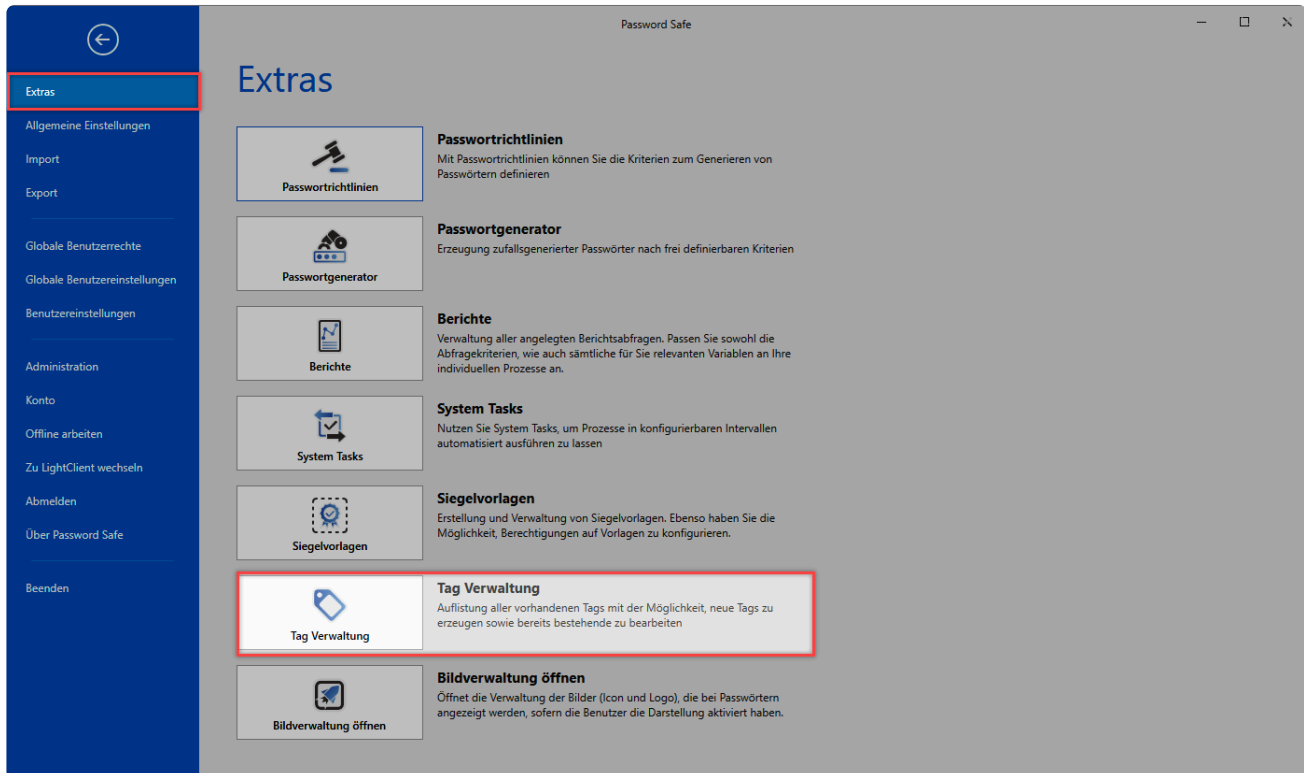 Password Safe
Extras
Allgemeine Einstellungen
Import
Export
Globale Benutzerrechte
Globale Benutzereinstellungen
Benutzereinstellungen
Administration
Konto
Offline arbeiten
Zu LightClient wechseln
Abmelden
Über Password Safe
Beenden
Extras
Passwortrichtlinien
Passwortrichtlinien
Mit Passwortrichtlinien können Sie die Kriterien zum Generieren von
Passwörtern definieren
Passwortgenerator
Passwortgenerator
Erzeugung zufallsgenerierter Passwörter nach frei definierbaren Kriterien
Berichte
Berichte
Verwaltung aller angelegten Berichtsabfragen. Passen Sie sowohl die
Abfragekriterien, wie auch sämtliche für Sie relevanten Variablen an Ihre
individuellen Prozesse an.
System Tasks
System Tasks
Nutzen Sie System Tasks, um Prozesse in konfigurierbaren Intervallen
automatisiert ausführen zu lassen
Siegelvorlagen
Siegelvorlagen
Erstellung und Verwaltung von Siegelvorlagen. Ebenso haben Sie die
Möglichkeit, Berechtigungen auf Vorlagen zu konfigurieren.
Tag Verwaltung
Tag Verwaltung
Auflistung aller vorhandenen Tags mit der Möglichkeit, neue Tags zu
erzeugen sowie bereits bestehende zu bearbeiten
Bildverwaltung öffnen
Bildverwaltung öffnen
Öffnet die Verwaltung der Bilder (Icon und Logo), die bei Passwörtern
angezeigt werden, sofern die Benutzer die Darstellung aktiviert haben.